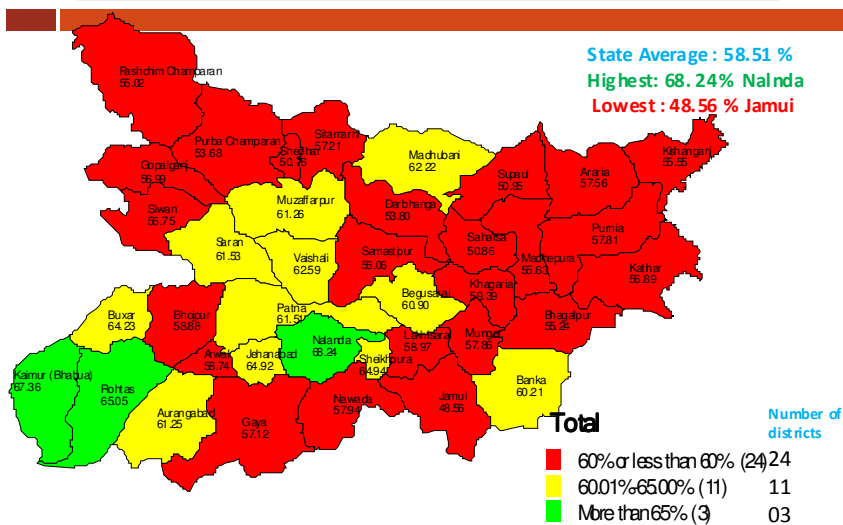 State Average : 58.51 %
Highest: 68. 24% Nalnda
Lowest : 48.56 % Jamui
Pashchim Champaran
55.02
Purba Champaran
53.68
Sheohar
50.76
Sitamarhi
57.21
Gopalganj
56.99
Siwan
56.75
Madhubani
62.22
Muzaffarpur
61.26
Darbhanga
53.80
Supaul
50.95
Araria
57.56
Kishanganj
55.55
Saran
61.53
Vaishali
62.59
Samastipur
56.06
Saharsa
50.86
Madhepura
55.63
Purnia
57.81
Katihar
56.89
Buxar
64.23
Bhojpur
58.88
Patna
61.51
Begusarai
60.90
Khagaria
59.39
Bhagalpur
55.24
Arwal
58.74
Jehanabad
64.92
Nalanda
68.24
Sheikhpura
64.94
Lakhisarai
58.97
Munger
57.86
Kaimur (Bhabua)
67.36
Rohtas
65.05
Aurangabad
61.25
Gaya
57.12
Nawada
57.94
Jamui
48.56
Banka
60.21
Total
Number of
districts
60% or less than 60% (24) 24
60.01%-65.00% (11) 11
More than 65% (3) 03